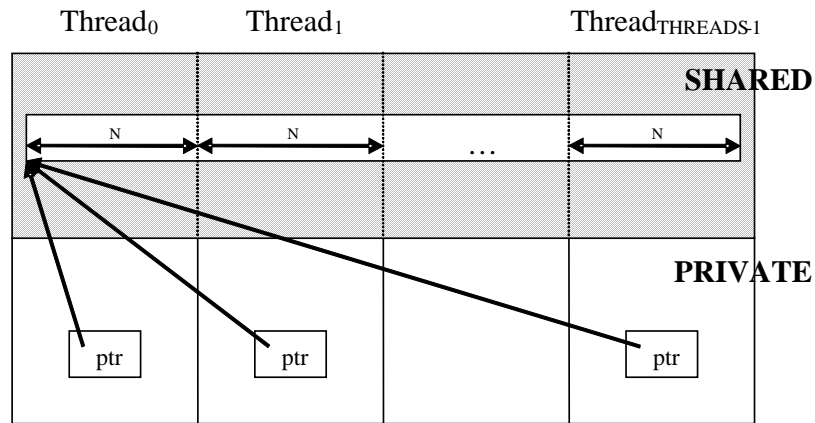 Thread0 Thread1 ThreadTHREADS-1
SHARED
N N … N
PRIVATE
ptr ptr ptr